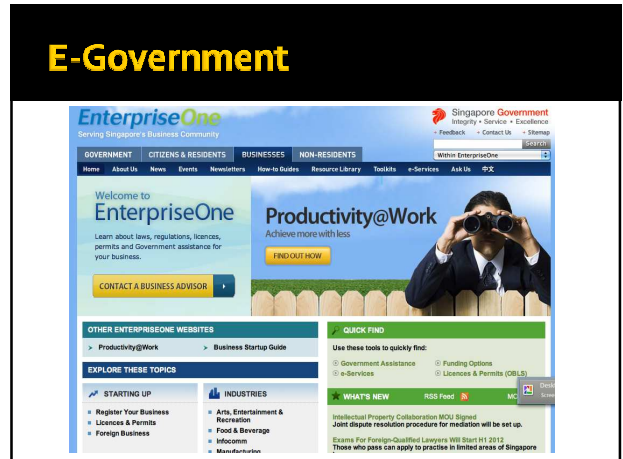 E-Government
EnterpriseOne
Serving Singapore's Business Community
Singapore Government
Integrity • Service • Excellence
Feedback Contact Us Sitemap
Search
Within EnterpriseOne
GOVERNMENT CITIZENS & RESIDENTS BUSINESSES NON-RESIDENTS
Home About Us News Events Newsletters How-to Guides Resource Library Toolkits e-Services Ask Us 中文
Welcome to
EnterpriseOne
Learn about laws, regulations, licences,
permits and Government assistance for
your business.
CONTACT A BUSINESS ADVISOR
Productivity@Work
Achieve more with less
FIND OUT HOW
OTHER ENTERPRISEONE WEBSITES
Productivity@Work Business Startup Guide
EXPLORE THESE TOPICS
STARTING UP
Register Your Business
Licences & Permits
Foreign Business
INDUSTRIES
Arts, Entertainment &
Recreation
Food & Beverage
Infocomm
Manufacturing
QUICK FIND
Use these tools to quickly find:
Government Assistance Funding Options
e-Services Licences & Permits (OBLS)
WHAT'S NEW RSS Feed
Intellectual Property Collaboration MOU Signed
Joint dispute resolution procedure for mediation will be set up.
Exams For Foreign-Qualified Lawyers Will Start H1 2012
Those who pass can apply to practise in limited areas of Singapore